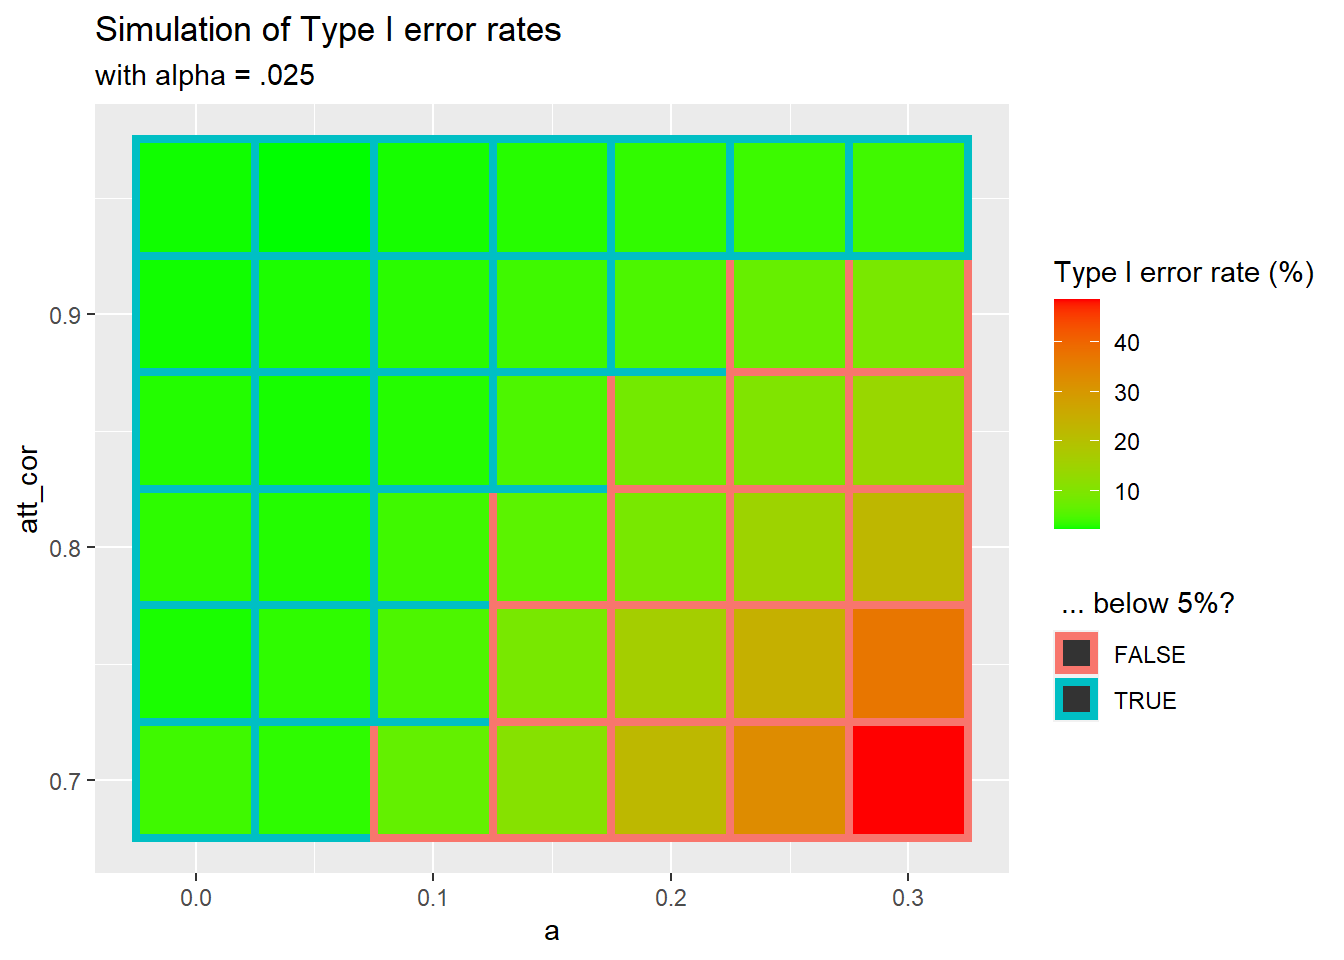 Simulation of Type I error rates
with alpha = .025
att_cor
0.9
0.8
0.7
0.0 0.1 0.2 0.3
a
Type I error rate (%)
40
30
20
10
... below 5%?
FALSE
TRUE